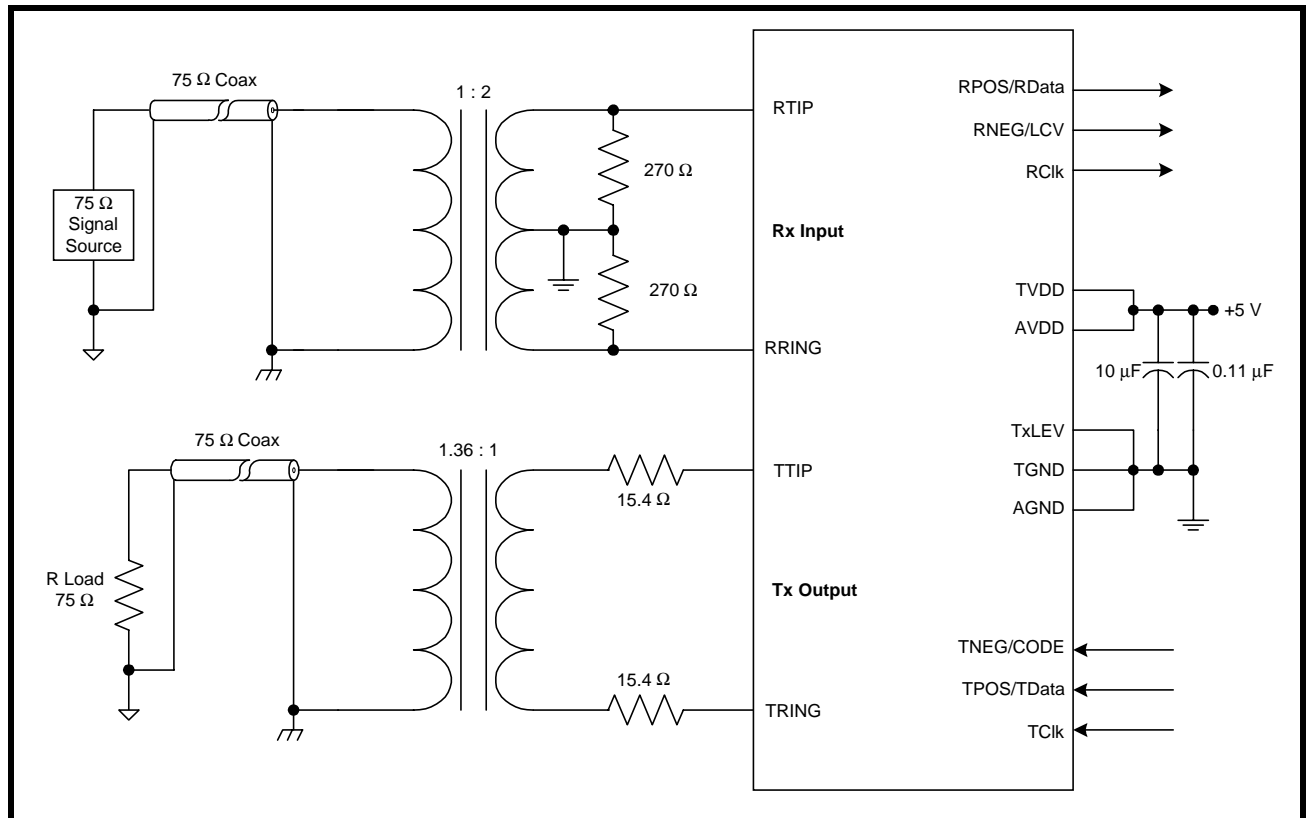 75 Ω Coax
1 : 2
RTIP
270 Ω
75 Ω
Signal
Source
Rx Input
270 Ω
RRING
RPOS/RData
RNEG/LCV
RClk
TVDD
+5 V
AVDD
10 µF
0.11 µF
TxLEV
TGND
AGND
75 Ω Coax
1.36 : 1
TTIP
15.4 Ω
R Load
75 Ω
Tx Output
15.4 Ω
TRING
TNEG/CODE
TPOS/TData
TClk